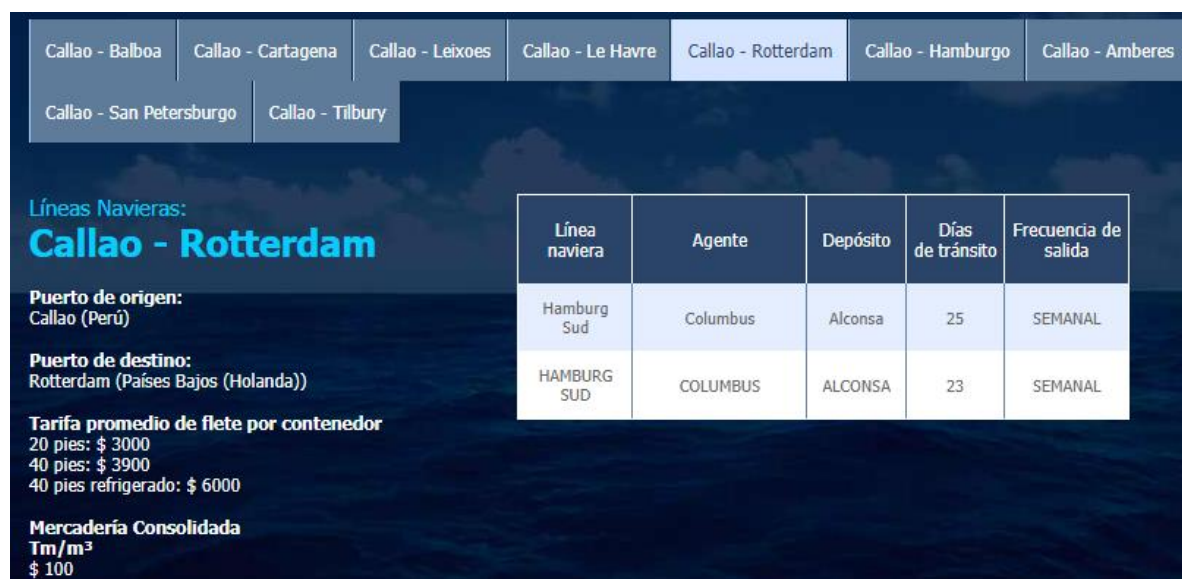 Callao - Balboa
Callao - Cartagena
Callao - Leixoes
Callao - Le Havre
Callao - Rotterdam
Callao - Hamburgo
Callao - Amberes
Callao - San Petersburgo
Callao - Tilbury
Líneas Navieras:
Callao - Rotterdam
Puerto de origen:
Callao (Perú)
Puerto de destino:
Rotterdam (Países Bajos (Holanda))
Tarifa promedio de flete por contenedor
20 pies: $ 3000
40 pies: $ 3900
40 pies refrigerado: $ 6000
Mercadería Consolidada
Tm/m³
$ 100
Línea
naviera
Agente
Depósito
Días
de tránsito
Frecuencia de
salida
Hamburg
Sud
Columbus
Alconsa
25
SEMANAL
HAMBURG
SUD
COLUMBUS
ALCONSA
23
SEMANAL